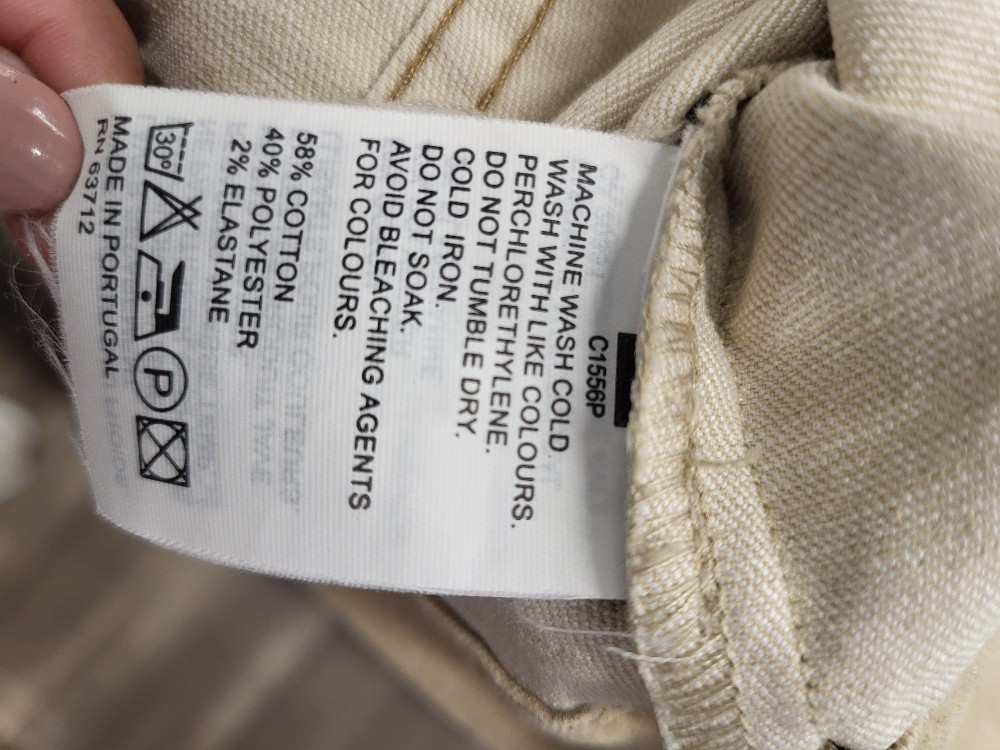 C1556P
MACHINE WASH COLD
WASH WITH LIKE COLOURS.
PERCHLORETHYLENE.
DO NOT TUMBLE DRY.
COLD IRON.
DO NOT SOAK.
AVOID BLEACHING AGENTS
FOR COLOURS.
58% COTTON
40% POLYESTER
2% ELASTANE
30º
P
MADE IN PORTUGAL
RN 63712